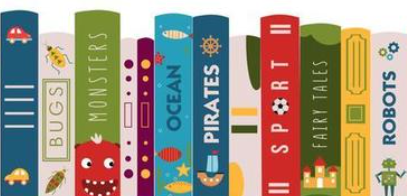 BUGS
MONSTERS
OCEAN
PIRATES
SPORT
FAIRY TALES
ROBOTS